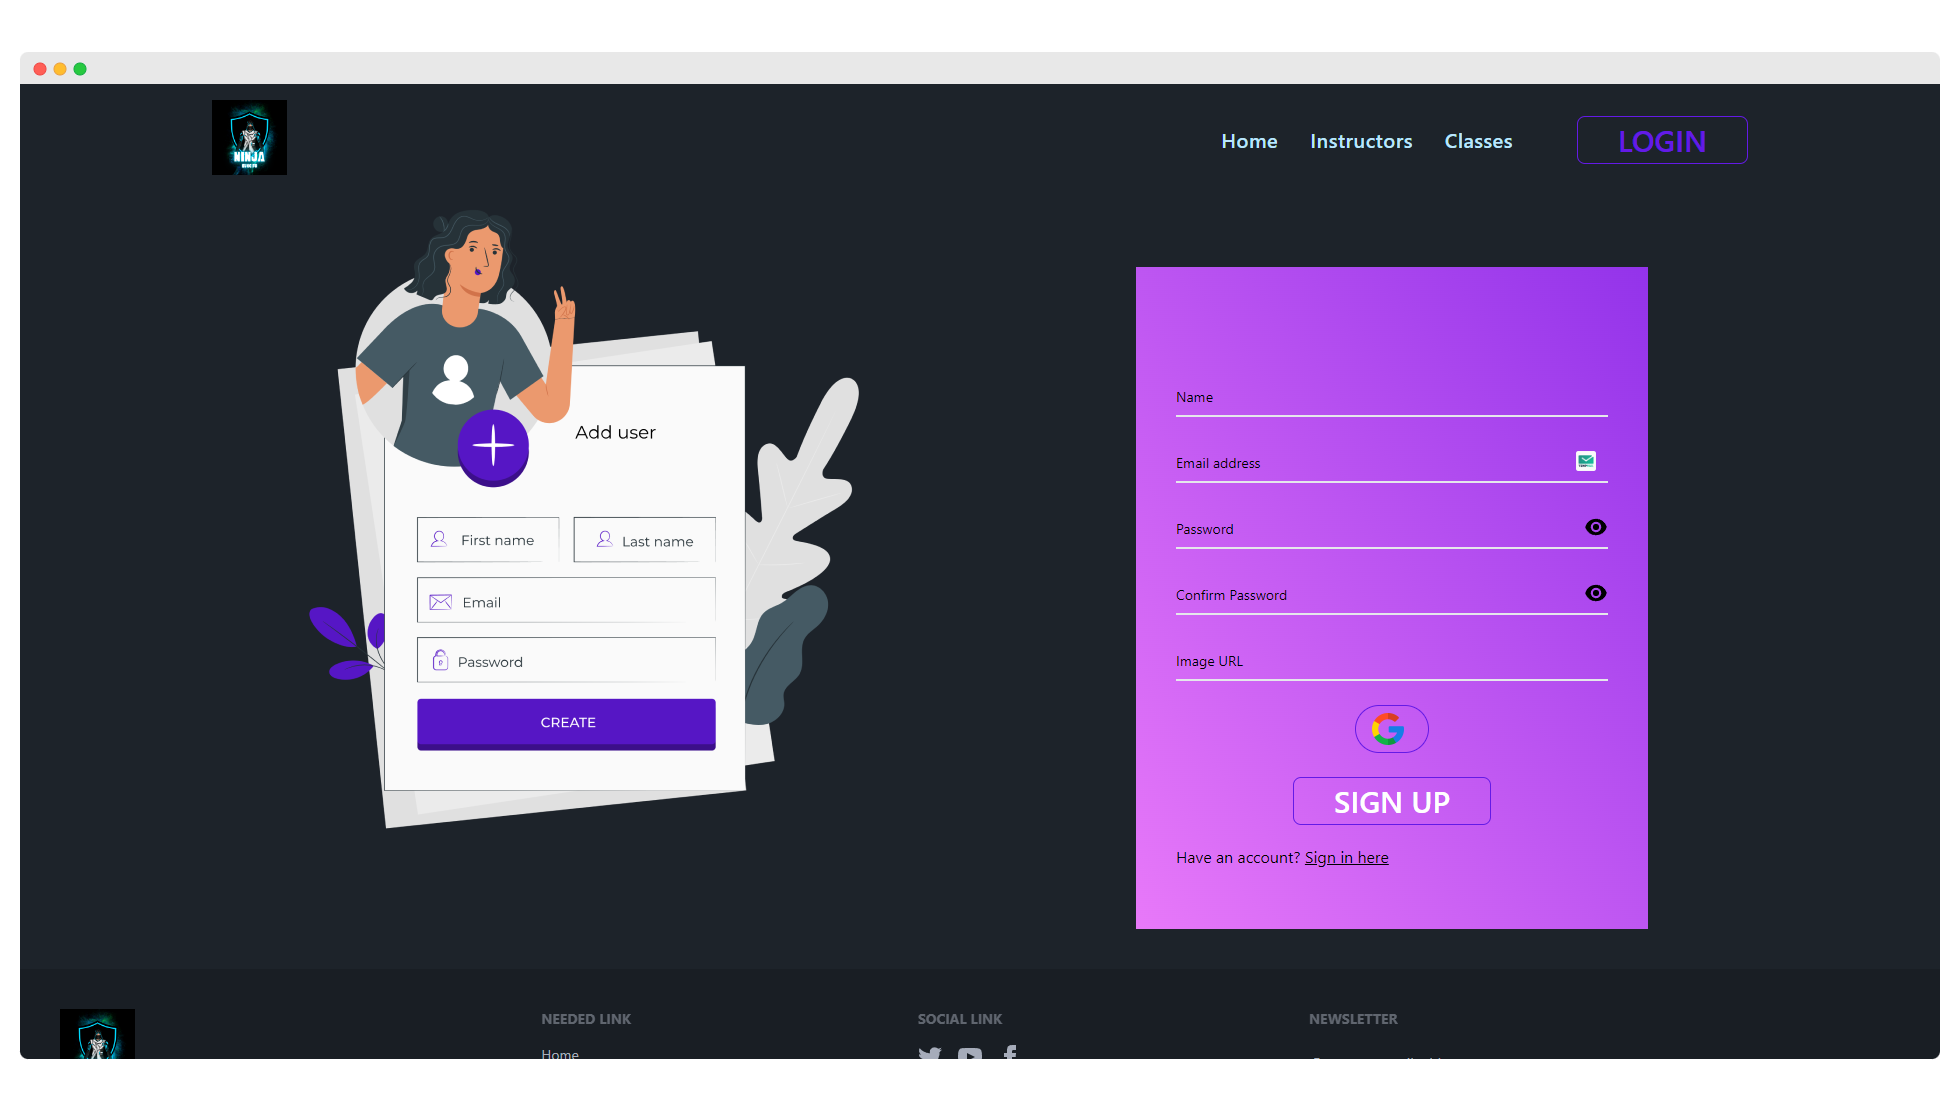 NINJA
Home Instructors Classes LOGIN
Add user
First name Last name
Email
Password
CREATE
Name
Email address
Password
Confirm Password
Image URL
SIGN UP
Have an account? Sign in here
NEEDED LINK
SOCIAL LINK
NEWSLETTER
Home